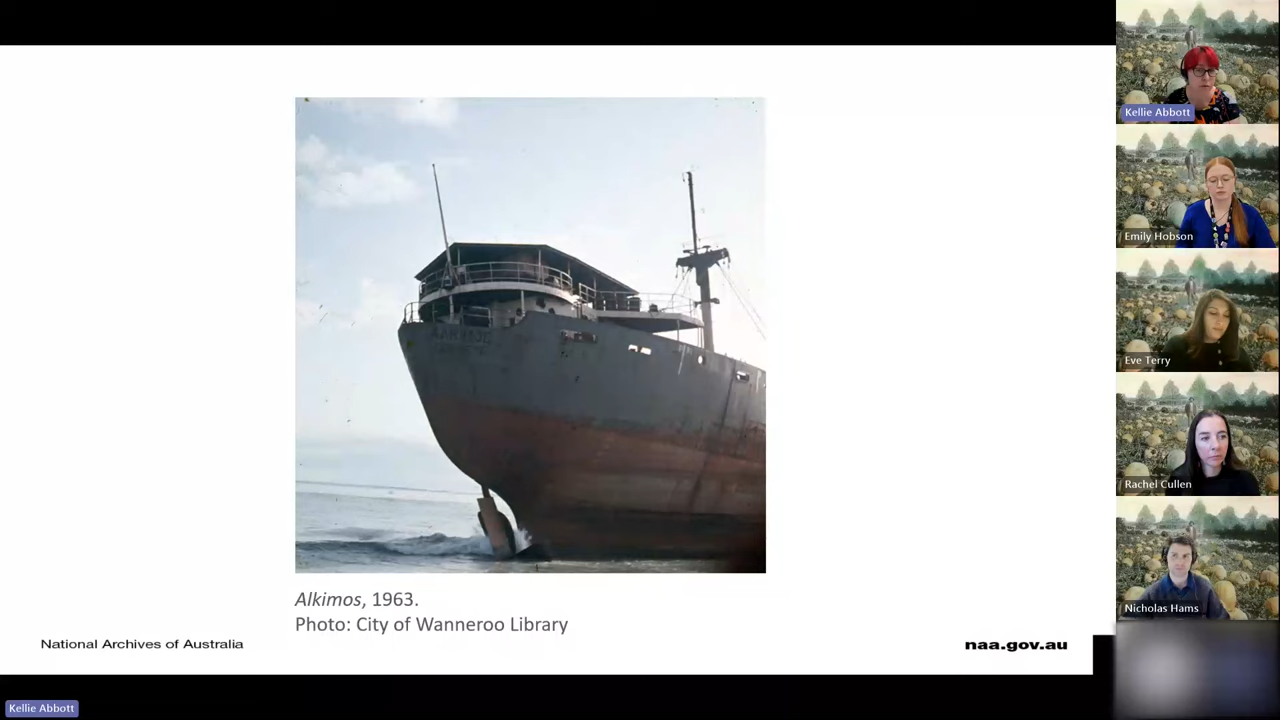 Alkimos, 1963.
Photo: City of Wanneroo Library
National Archives of Australia
naa.gov.au
Kellie Abbott
Kellie Abbott
Emily Hobson
Eve Terry
Rachel Cullen
Nicholas Hams